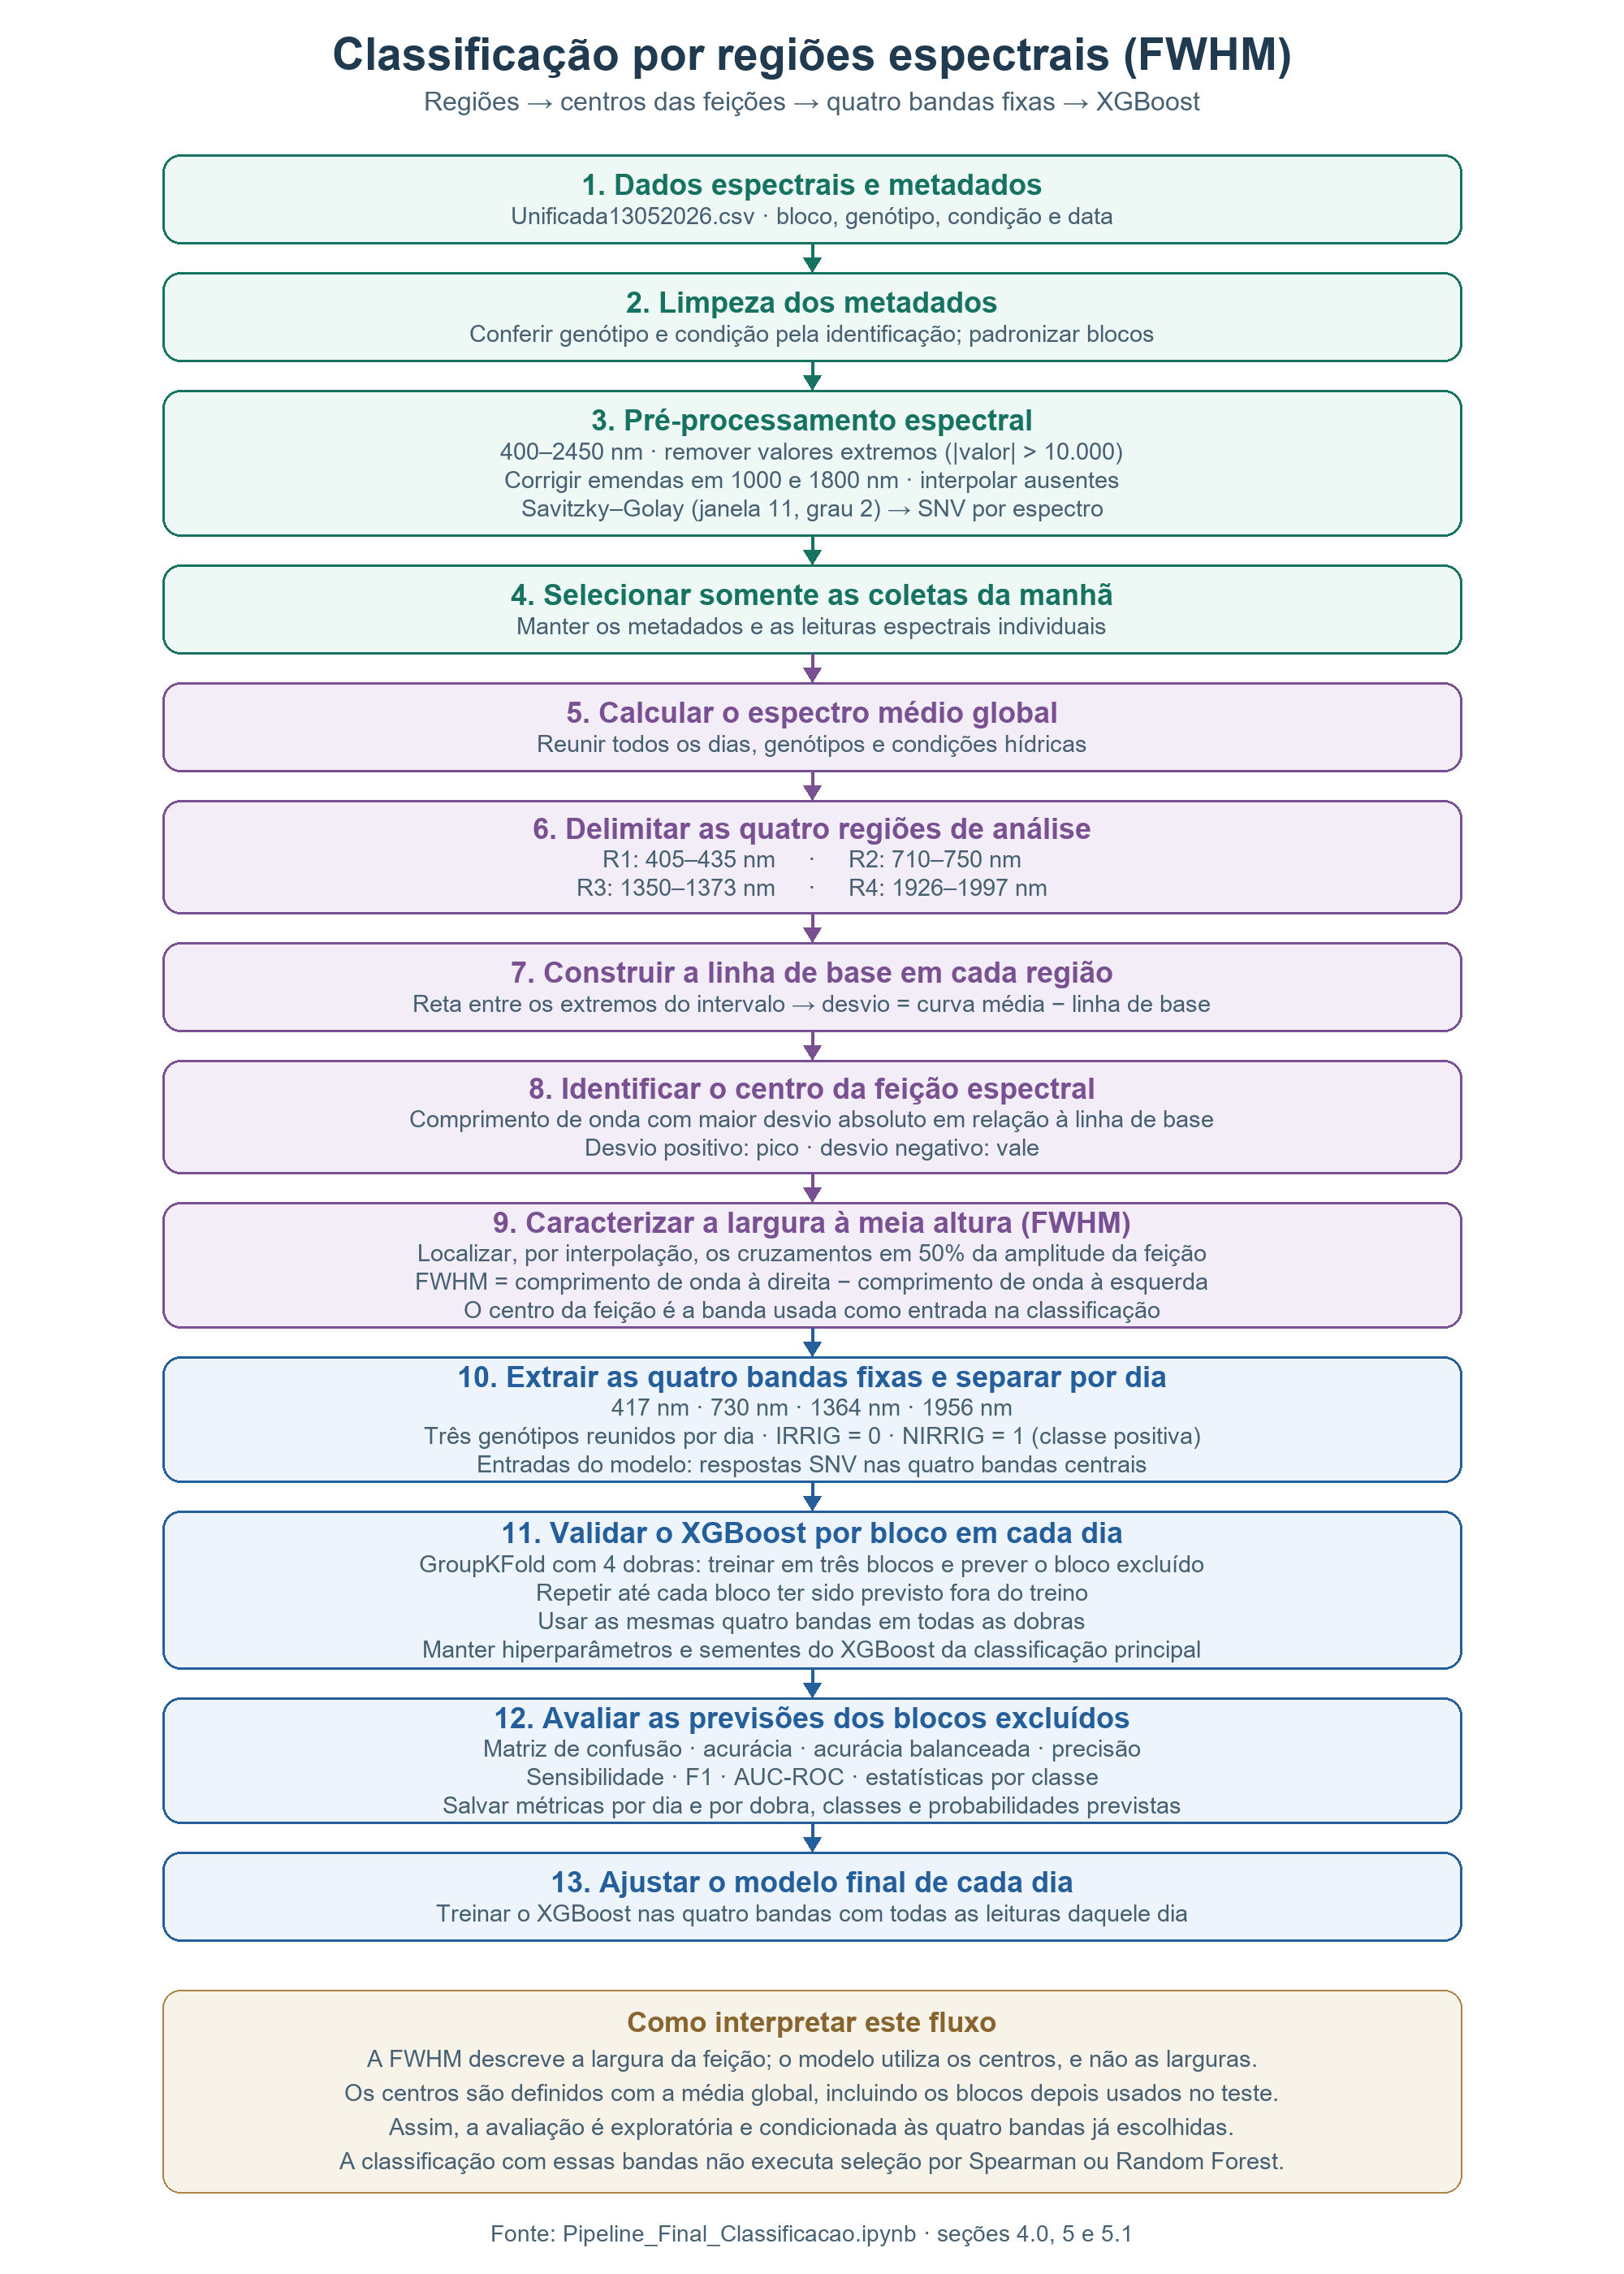 Classificação por regiões espectrais (FWHM)
Regiões → centros das feições → quatro bandas fixas → XGBoost
1. Dados espectrais e metadados
Unificada13052026.csv · bloco, genótipo, condição e data
2. Limpeza dos metadados
Conferir genótipo e condição pela identificação; padronizar blocos
3. Pré-processamento espectral
400–2450 nm · remover valores extremos (|valor| > 10.000)
Corrigir emendas em 1000 e 1800 nm · interpolar ausentes
Savitzky–Golay (janela 11, grau 2) → SNV por espectro
4. Selecionar somente as coletas da manhã
Manter os metadados e as leituras espectrais individuais
5. Calcular o espectro médio global
Reunir todos os dias, genótipos e condições hídricas
6. Delimitar as quatro regiões de análise
R1: 405–435 nm · R2: 710–750 nm
R3: 1350–1373 nm · R4: 1926–1997 nm
7. Construir a linha de base em cada região
Reta entre os extremos do intervalo → desvio = curva média − linha de base
8. Identificar o centro da feição espectral
Comprimento de onda com maior desvio absoluto em relação à linha de base
Desvio positivo: pico · desvio negativo: vale
9. Caracterizar a largura à meia altura (FWHM)
Localizar, por interpolação, os cruzamentos em 50% da amplitude da feição
FWHM = comprimento de onda à direita − comprimento de onda à esquerda
O centro da feição é a banda usada como entrada na classificação
10. Extrair as quatro bandas fixas e separar por dia
417 nm · 730 nm · 1364 nm · 1956 nm
Três genótipos reunidos por dia · IRRIG = 0 · NIRRIG = 1 (classe positiva)
Entradas do modelo: respostas SNV nas quatro bandas centrais
11. Validar o XGBoost por bloco em cada dia
GroupKFold com 4 dobras: treinar em três blocos e prever o bloco excluído
Repetir até cada bloco ter sido previsto fora do treino
Usar as mesmas quatro bandas em todas as dobras
Manter hiperparâmetros e sementes do XGBoost da classificação principal
12. Avaliar as previsões dos blocos excluídos
Matriz de confusão · acurácia · acurácia balanceada · precisão
Sensibilidade · F1 · AUC-ROC · estatísticas por classe
Salvar métricas por dia e por dobra, classes e probabilidades previstas
13. Ajustar o modelo final de cada dia
Treinar o XGBoost nas quatro bandas com todas as leituras daquele dia
Como interpretar este fluxo
A FWHM descreve a largura da feição; o modelo utiliza os centros, e não as larguras.
Os centros são definidos com a média global, incluindo os blocos depois usados no teste.
Assim, a avaliação é exploratória e condicionada às quatro bandas já escolhidas.
A classificação com essas bandas não executa seleção por Spearman ou Random Forest.
Fonte: Pipeline_Final_Classificacao.ipynb · seções 4.0, 5 e 5.1